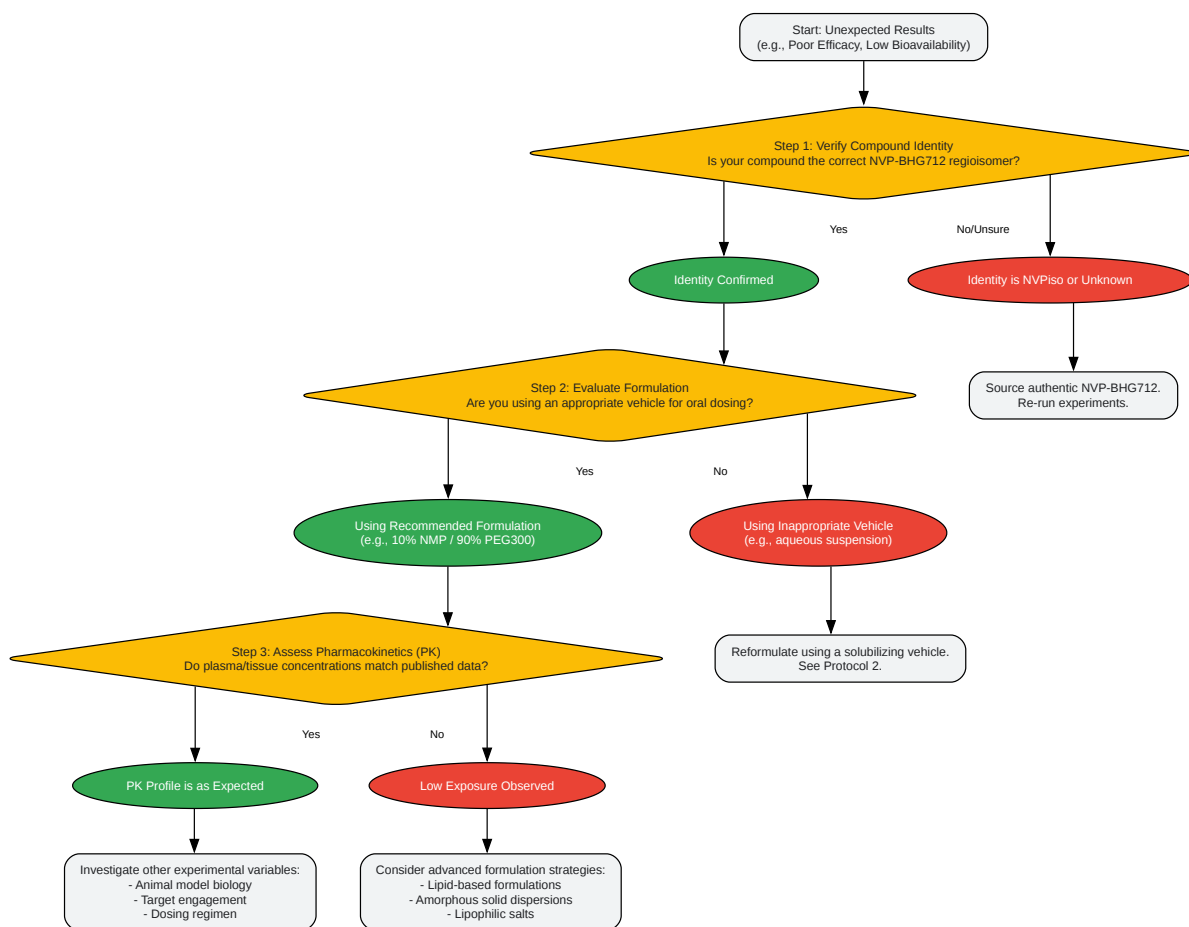 Start: Unexpected Results
(e.g., Poor Efficacy, Low Bioavailability)
Step 1: Verify Compound Identity
Is your compound the correct NVP-BHG712 regioisomer?
Yes
No/Unsure
Identity Confirmed
Identity is NVPiso or Unknown
Step 2: Evaluate Formulation
Are you using an appropriate vehicle for oral dosing?
Source authentic NVP-BHG712.
Re-run experiments.
Yes
No
Using Recommended Formulation
(e.g., 10% NMP / 90% PEG300)
Using Inappropriate Vehicle
(e.g., aqueous suspension)
Step 3: Assess Pharmacokinetics (PK)
Do plasma/tissue concentrations match published data?
Reformulate using a solubilizing vehicle.
See Protocol 2.
Yes
No
PK Profile is as Expected
Low Exposure Observed
Investigate other experimental variables:
- Animal model biology
- Target engagement
- Dosing regimen
Consider advanced formulation strategies:
- Lipid-based formulations
- Amorphous solid dispersions
- Lipophilic salts